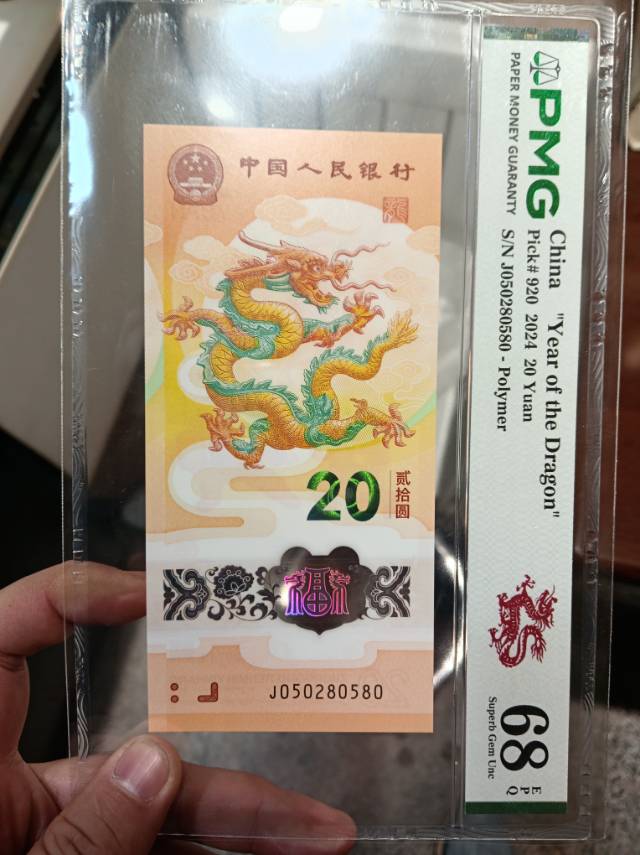 中国人民银行
龍
20
贰拾圆
J050280580
PMG
PAPER MONEY GUARANTY
China "Year of the Dragon"
Pick# 920 2024 20 Yuan
S/N J050280580 - Polymer
68 EPQ
Superb Gem Unc